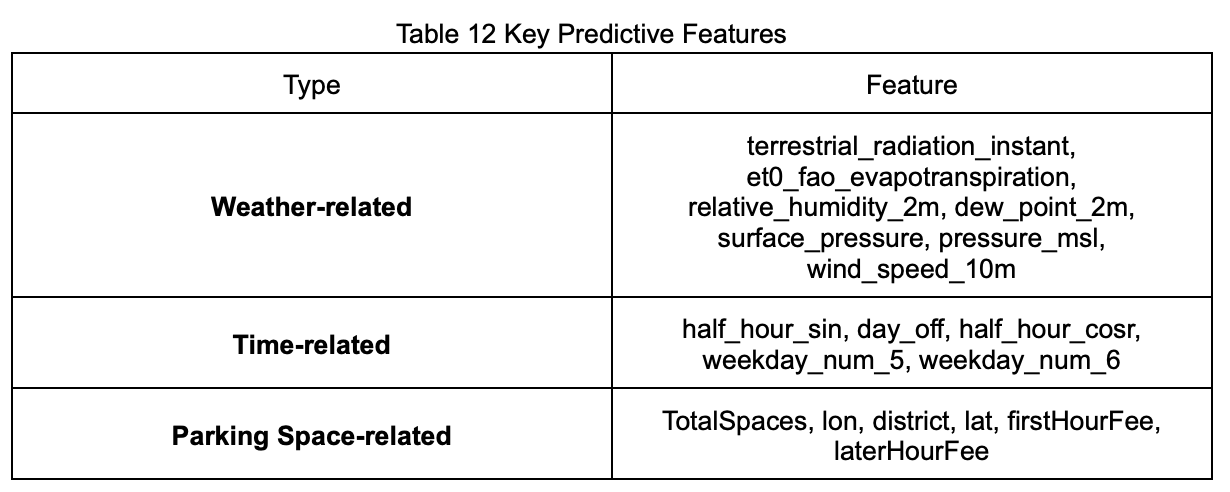 Table 12 Key Predictive Features
Type
Feature
Weather-related
terrestrial_radiation_instant,
et0_fao_evapotranspiration,
relative_humidity_2m, dew_point_2m,
surface_pressure, pressure_msl,
wind_speed_10m
Time-related
half_hour_sin, day_off, half_hour_cosr,
weekday_num_5, weekday_num_6
Parking Space-related
TotalSpaces, lon, district, lat, firstHourFee,
laterHourFee